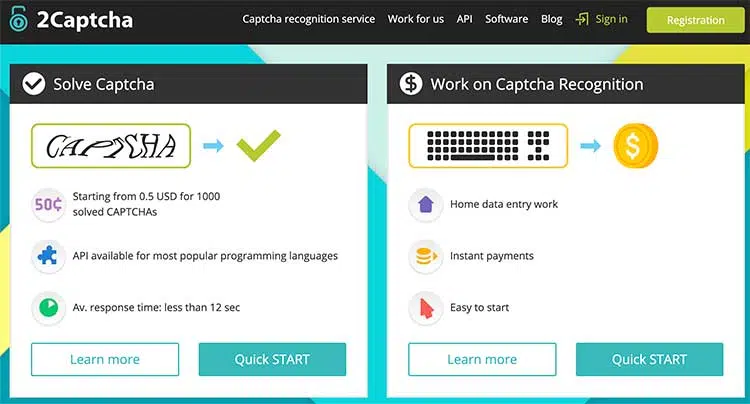 2Captcha
Captcha recognition service Work for us API Software Blog Sign in Registration
Solve Captcha
CAPTCHA
50¢
Starting from 0.5 USD for 1000
solved CAPTCHAs
API available for most popular programming languages
Av. response time: less than 12 sec
Learn more
Quick START
$ Work on Captcha Recognition
$
Home data entry work
Instant payments
Easy to start
Learn more
Quick START